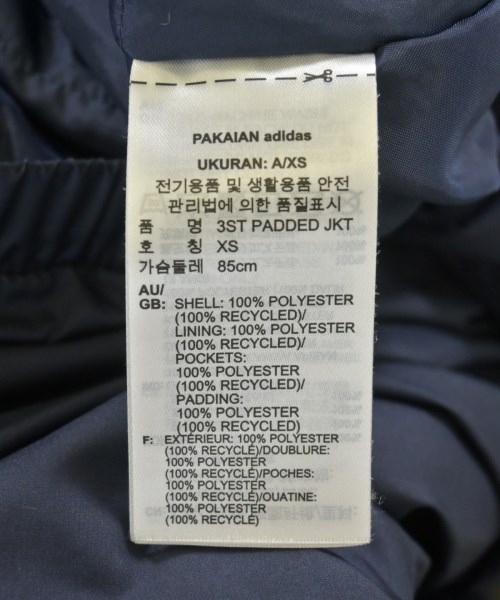 PAKAIAN adidas
UKURAN: A/XS
전기용품 및 생활용품 안전
관리법에 의한 품질표시
품 명 3ST PADDED JKT
호 칭 XS
가슴둘레 85cm
AU/
GB: SHELL: 100% POLYESTER
(100% RECYCLED)/
LINING: 100% POLYESTER
(100% RECYCLED)/
POCKETS:
100% POLYESTER
(100% RECYCLED)/
PADDING:
100% POLYESTER
(100% RECYCLED)
F: EXTÉRIEUR: 100% POLYESTER
(100% RECYCLÉ)/DOUBLURE:
100% POLYESTER
(100% RECYCLÉ)/POCHES:
100% POLYESTER
(100% RECYCLÉ)/OUATINE:
100% POLYESTER
(100% RECYCLÉ)